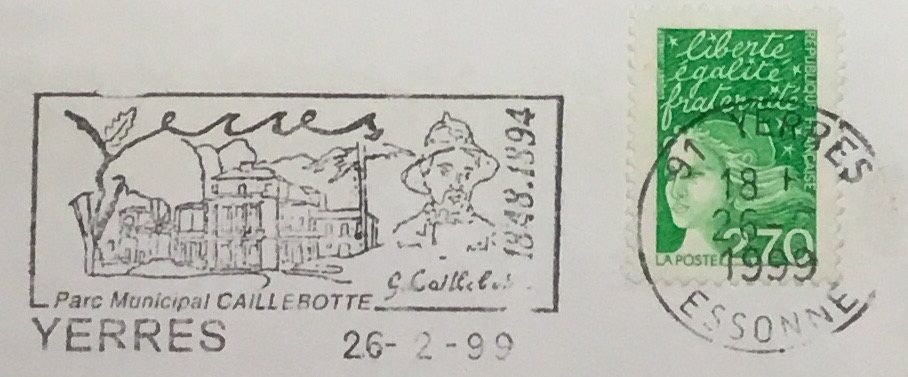 Yerres
1848.1894
G. Caillebotte
Parc Municipal CAILLEBOTTE
YERRES
26-2-99
liberté
égalité
fraternité
RÉPUBLIQUE FRANÇAISE
LA POSTE
2,70
91 YERRES
18 H
26-2
1999
ESSONNE